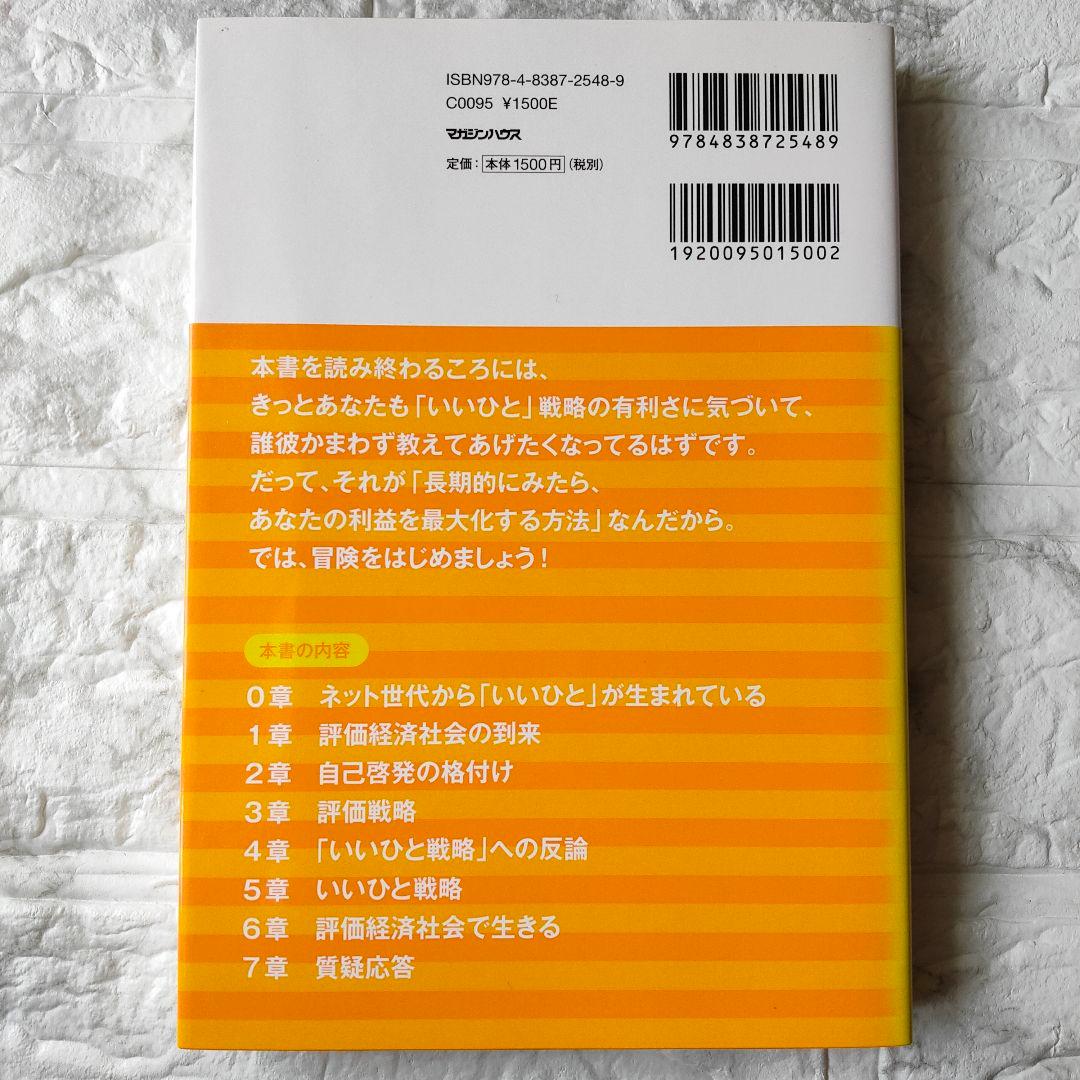 ISBN978-4-8387-2548-9
C0095 ¥1500E
マガジンハウス
定価：本体1500円（税別）
9784838725489
1920095015002
本書を読み終わるころには、
きっとあなたも「いいひと」戦略の有利さに気づいて、
誰彼かまわず教えてあげたくなってるはずです。
だって、それが「長期的にみたら、
あなたの利益を最大化する方法」なんだから。
では、冒険をはじめましょう！
本書の内容
0章 ネット世代から「いいひと」が生まれている
1章 評価経済社会の到来
2章 自己啓発の格付け
3章 評価戦略
4章 「いいひと戦略」への反論
5章 いいひと戦略
6章 評価経済社会で生きる
7章 質疑応答